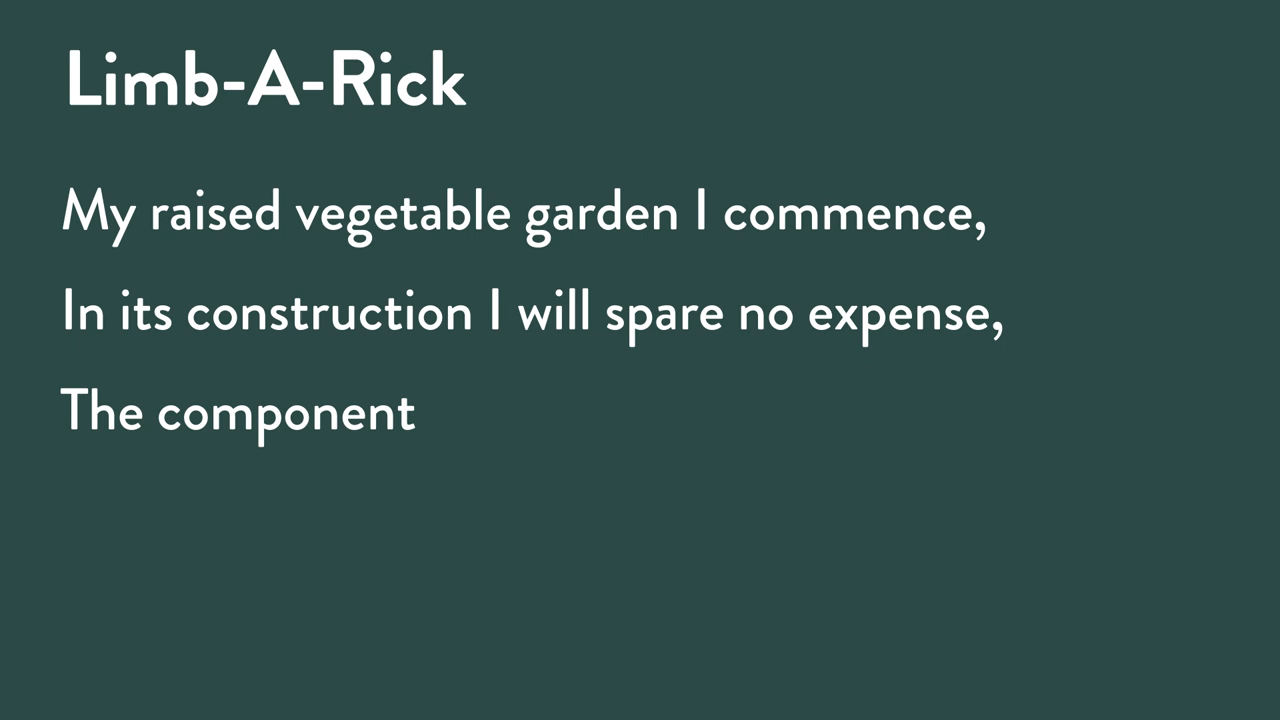 Limb-A-Rick
My raised vegetable garden I commence,
In its construction I will spare no expense,
The component